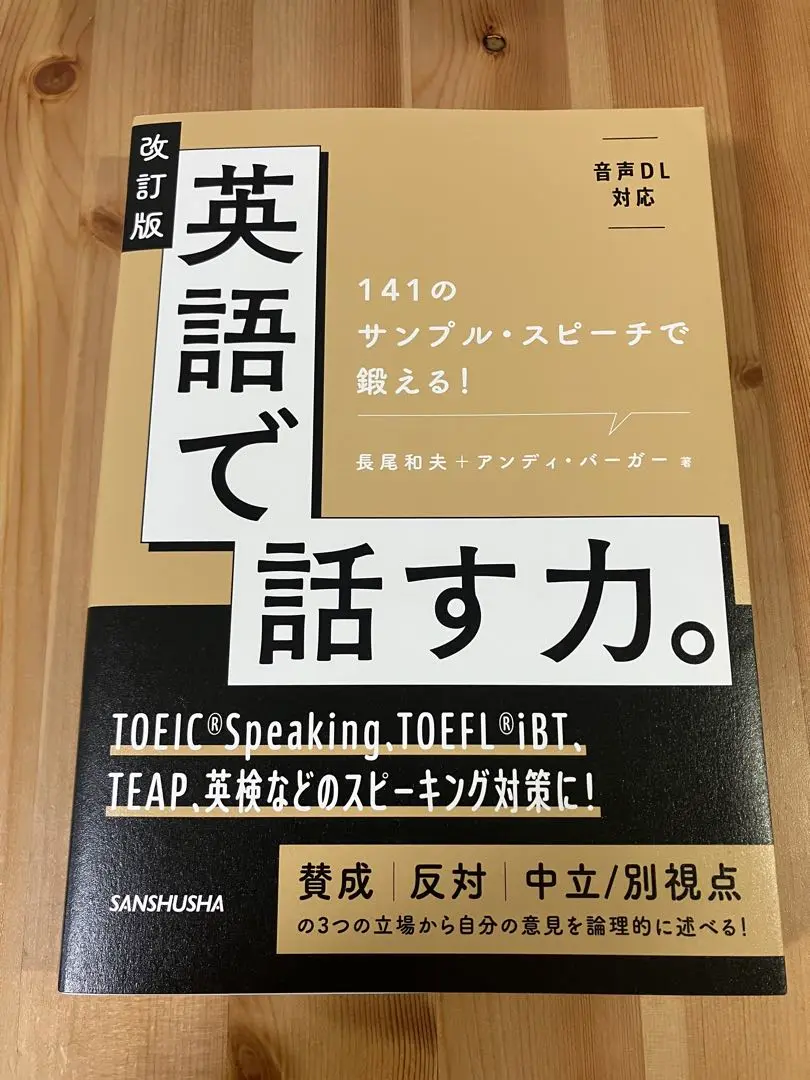 改訂版
英語で
話す力。
音声DL
対応
141の
サンプル・スピーチで
鍛える!
長尾和夫+アンディ・バーガー 著
TOEIC®Speaking、TOEFL®iBT、
TEAP、英検などのスピーキング対策に!
賛成|反対|中立/別視点
の3つの立場から自分の意見を論理的に述べる!
SANSHUSHA